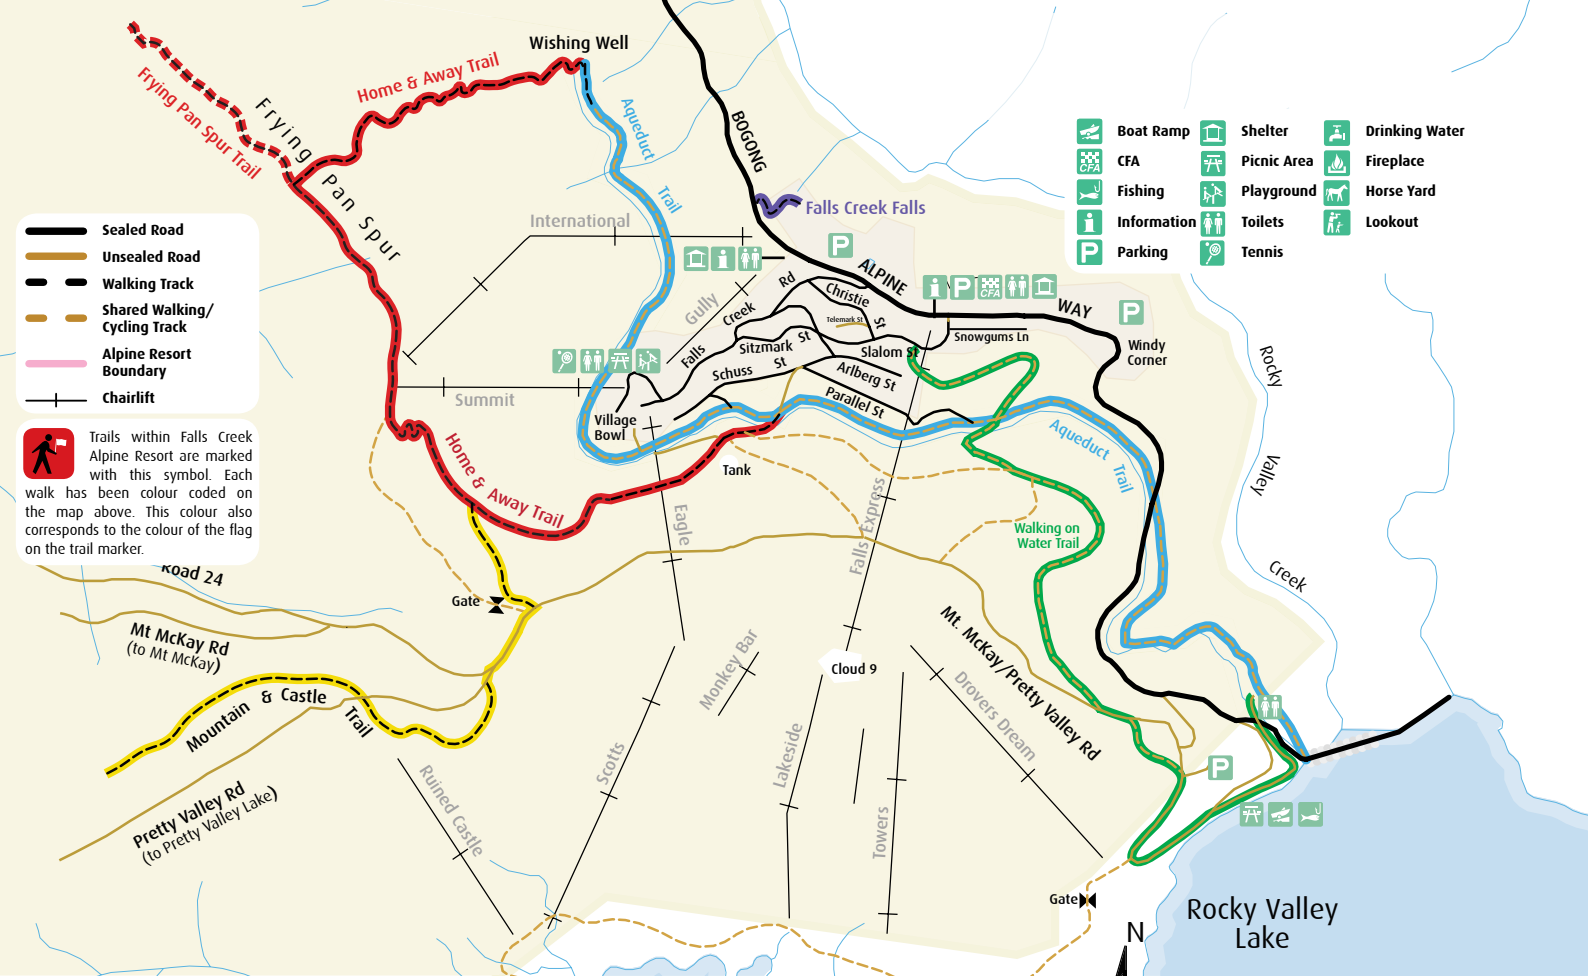 Wishing Well
Home & Away Trail
Frying Pan Spur Trail
Frying Pan Spur
Aqueduct
Trail
BOGONG
ALPINE
WAY
Falls Creek Falls
International
Gully
Summit
Boat Ramp
CFA
Fishing
Information
Parking
Shelter
Picnic Area
Playground
Toilets
Tennis
Drinking Water
Fireplace
Horse Yard
Lookout
Sealed Road
Unsealed Road
Walking Track
Shared Walking/
Cycling Track
Alpine Resort
Boundary
Chairlift
Trails within Falls Creek
Alpine Resort are marked
with this symbol. Each
walk has been colour coded on
the map above. This colour also
corresponds to the colour of the flag
on the trail marker.
P
CFA
P
CFA
P
P
P
P
Falls Creek Rd
Christie St
Telemark St
Sitzmark St
Slalom St
Schuss St
Arlberg St
Parallel St
Snowgums Ln
Windy
Corner
Village
Bowl
Tank
Home & Away Trail
Eagle
Falls Express
Aqueduct Trail
Walking on
Water Trail
Rocky Valley Creek
Road 24
Gate
Mt McKay Rd
(to Mt McKay)
Mountain & Castle Trail
Pretty Valley Rd
(to Pretty Valley Lake)
Ruined Castle
Scotts
Monkey Bar
Cloud 9
Lakeside
Towers
Drovers Dream
Mt. McKay/Pretty Valley Rd
Gate
N
Rocky Valley
Lake